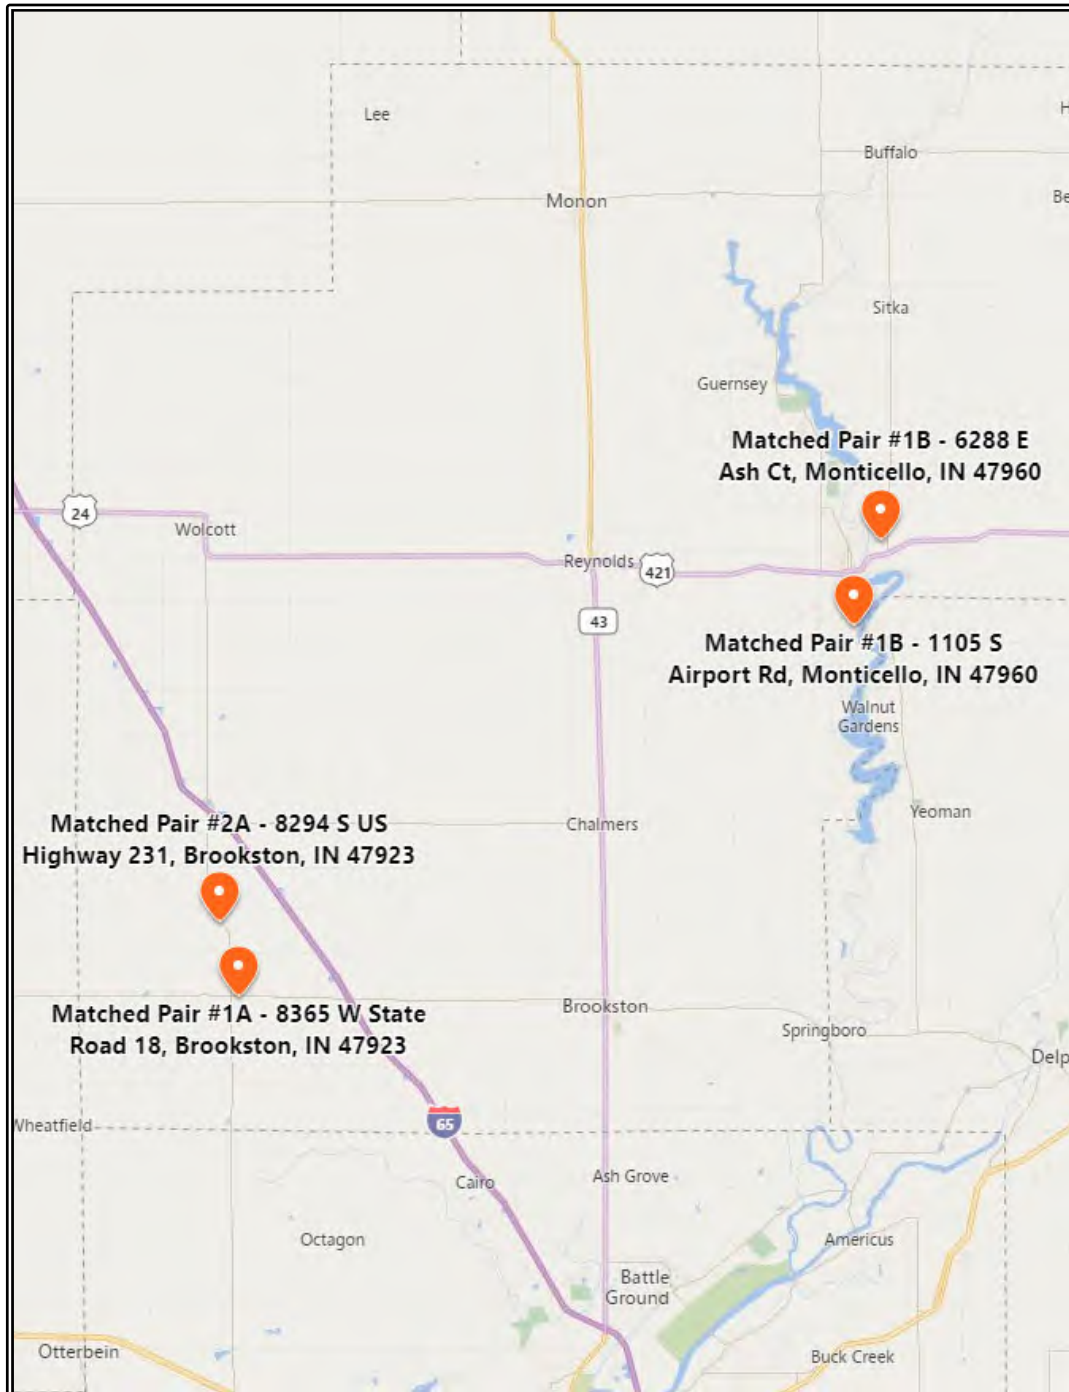 Lee
H
Buffalo
Be
Monon
Sitka
Guernsey
Matched Pair #1B - 6288 E
Ash Ct, Monticello, IN 47960
24
Wolcott
Reynolds
421
43
Matched Pair #1B - 1105 S
Airport Rd, Monticello, IN 47960
Walnut
Gardens
Yeoman
Chalmers
Matched Pair #2A - 8294 S US
Highway 231, Brookston, IN 47923
Matched Pair #1A - 8365 W State
Road 18, Brookston, IN 47923
Brookston
Springboro
Delp
Wheatfield
65
Cairo
Ash Grove
Octagon
Americus
Battle
Ground
Otterbein
Buck Creek